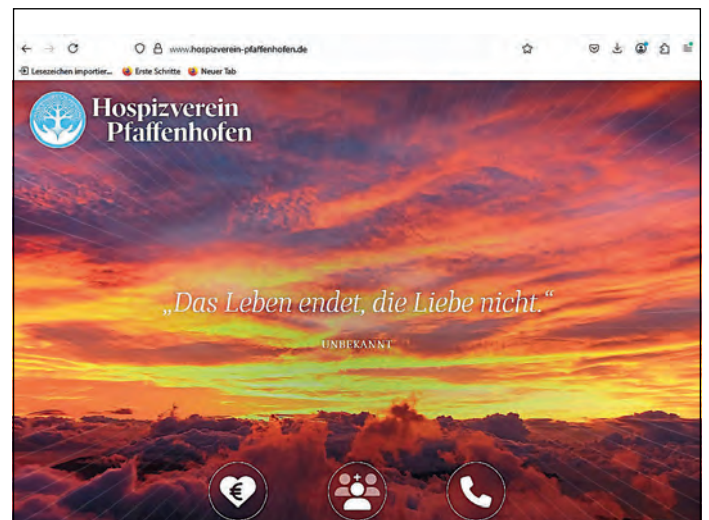 www.hospizverein-pfaffenhofen.de
Lesezeichen importier... Erste Schritte Neuer Tab
Hospizverein
Pfaffenhofen
„Das Leben endet, die Liebe nicht.“
UNBEKANNT
€